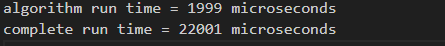 algorithm run time = 1999 microseconds
complete run time = 22001 microseconds